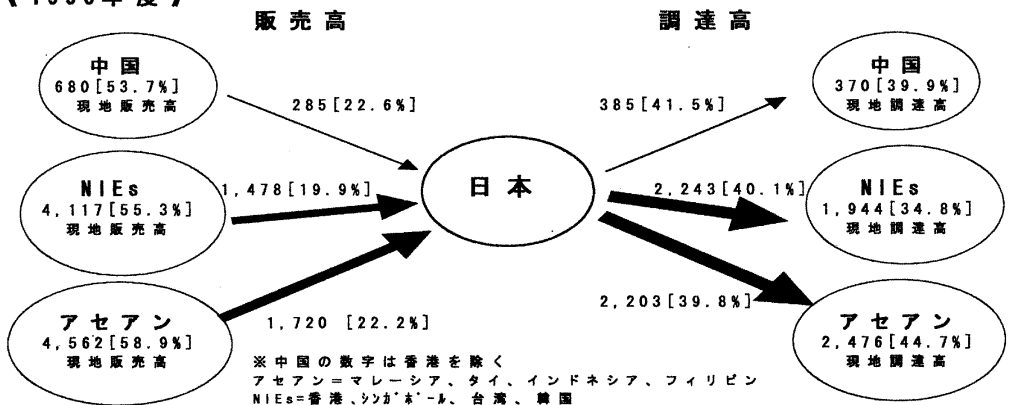 販売高
調達高
中国
680[53.7%]
現地販売高
285[22.6%]
385[41.5%]
中国
370[39.9%]
現地調達高
NIEs
4,117[55.3%]
現地販売高
1,478[19.9%]
日本
2,243[40.1%]
NIEs
1,944[34.8%]
現地調達高
アセアン
4,562[58.9%]
現地販売高
1,720 [22.2%]
2,203[39.8%]
アセアン
2,476[44.7%]
現地調達高
※中国の数字は香港を除く
アセアン=マレーシア、タイ、インドネシア、フィリピン
NIEs=香港、シンガポール、台湾、韓国